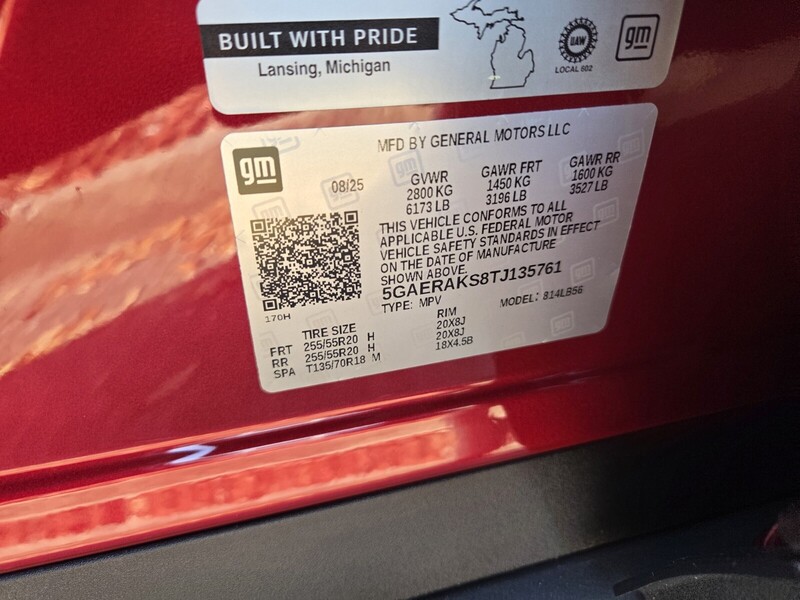 BUILT WITH PRIDE
Lansing, Michigan
UAW
LOCAL 602
gm
MFD BY GENERAL MOTORS LLC
gm
08/25
GVWR
2800 KG
6173 LB
GAWR FRT
1450 KG
3196 LB
GAWR RR
1600 KG
3527 LB
THIS VEHICLE CONFORMS TO ALL
APPLICABLE U.S. FEDERAL MOTOR
VEHICLE SAFETY STANDARDS IN EFFECT
ON THE DATE OF MANUFACTURE
SHOWN ABOVE.
5GAERAKS8TJ135761
TYPE: MPV
MODEL: 814LB56
170H
TIRE SIZE
RIM
FRT 255/55R20 H 20X8J
RR 255/55R20 H 20X8J
SPA T135/70R18 M 18X4.5B